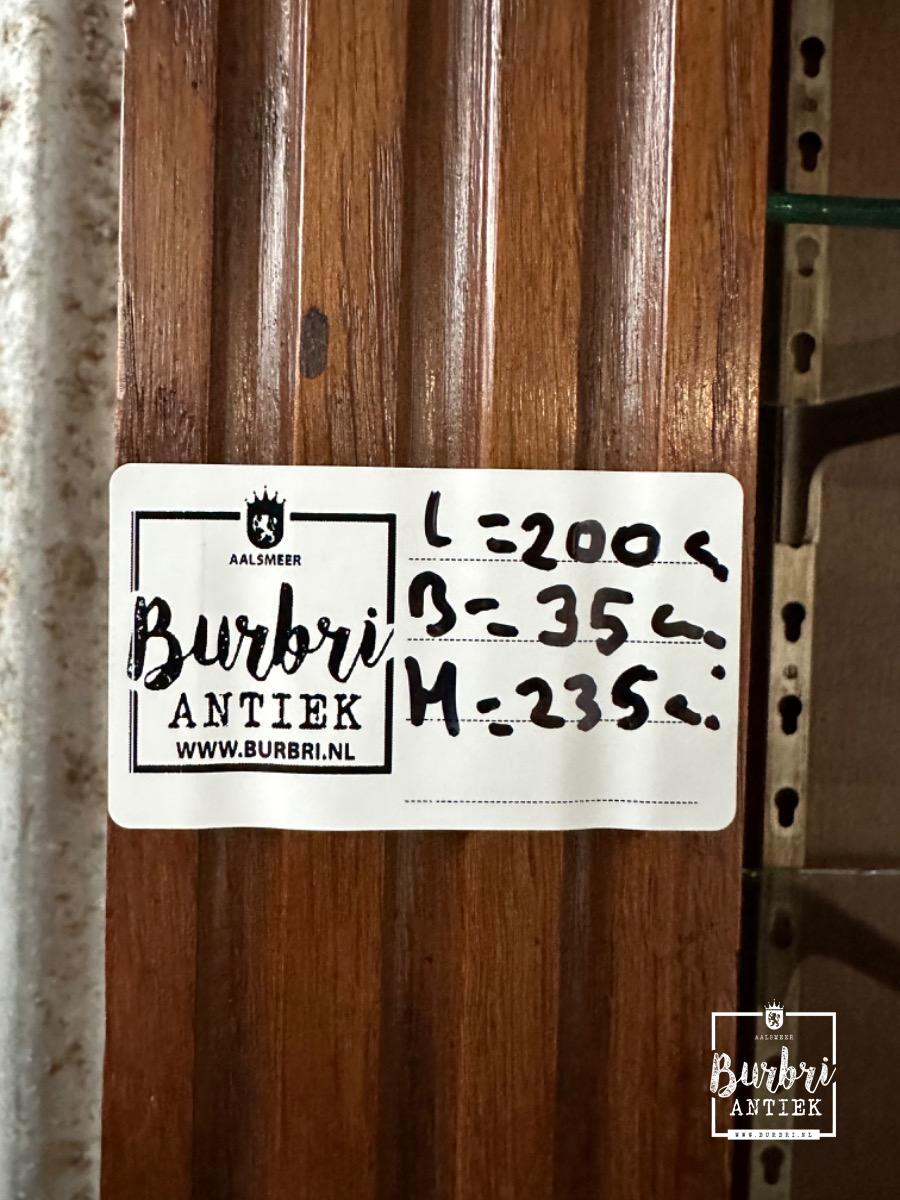 AALSMEER
Burbri
ANTIEK
WWW.BURBRI.NL
L = 200 cm
B = 35 cm
H = 235 cm
AALSMEER
Burbri
ANTIEK
WWW.BURBRI.NL